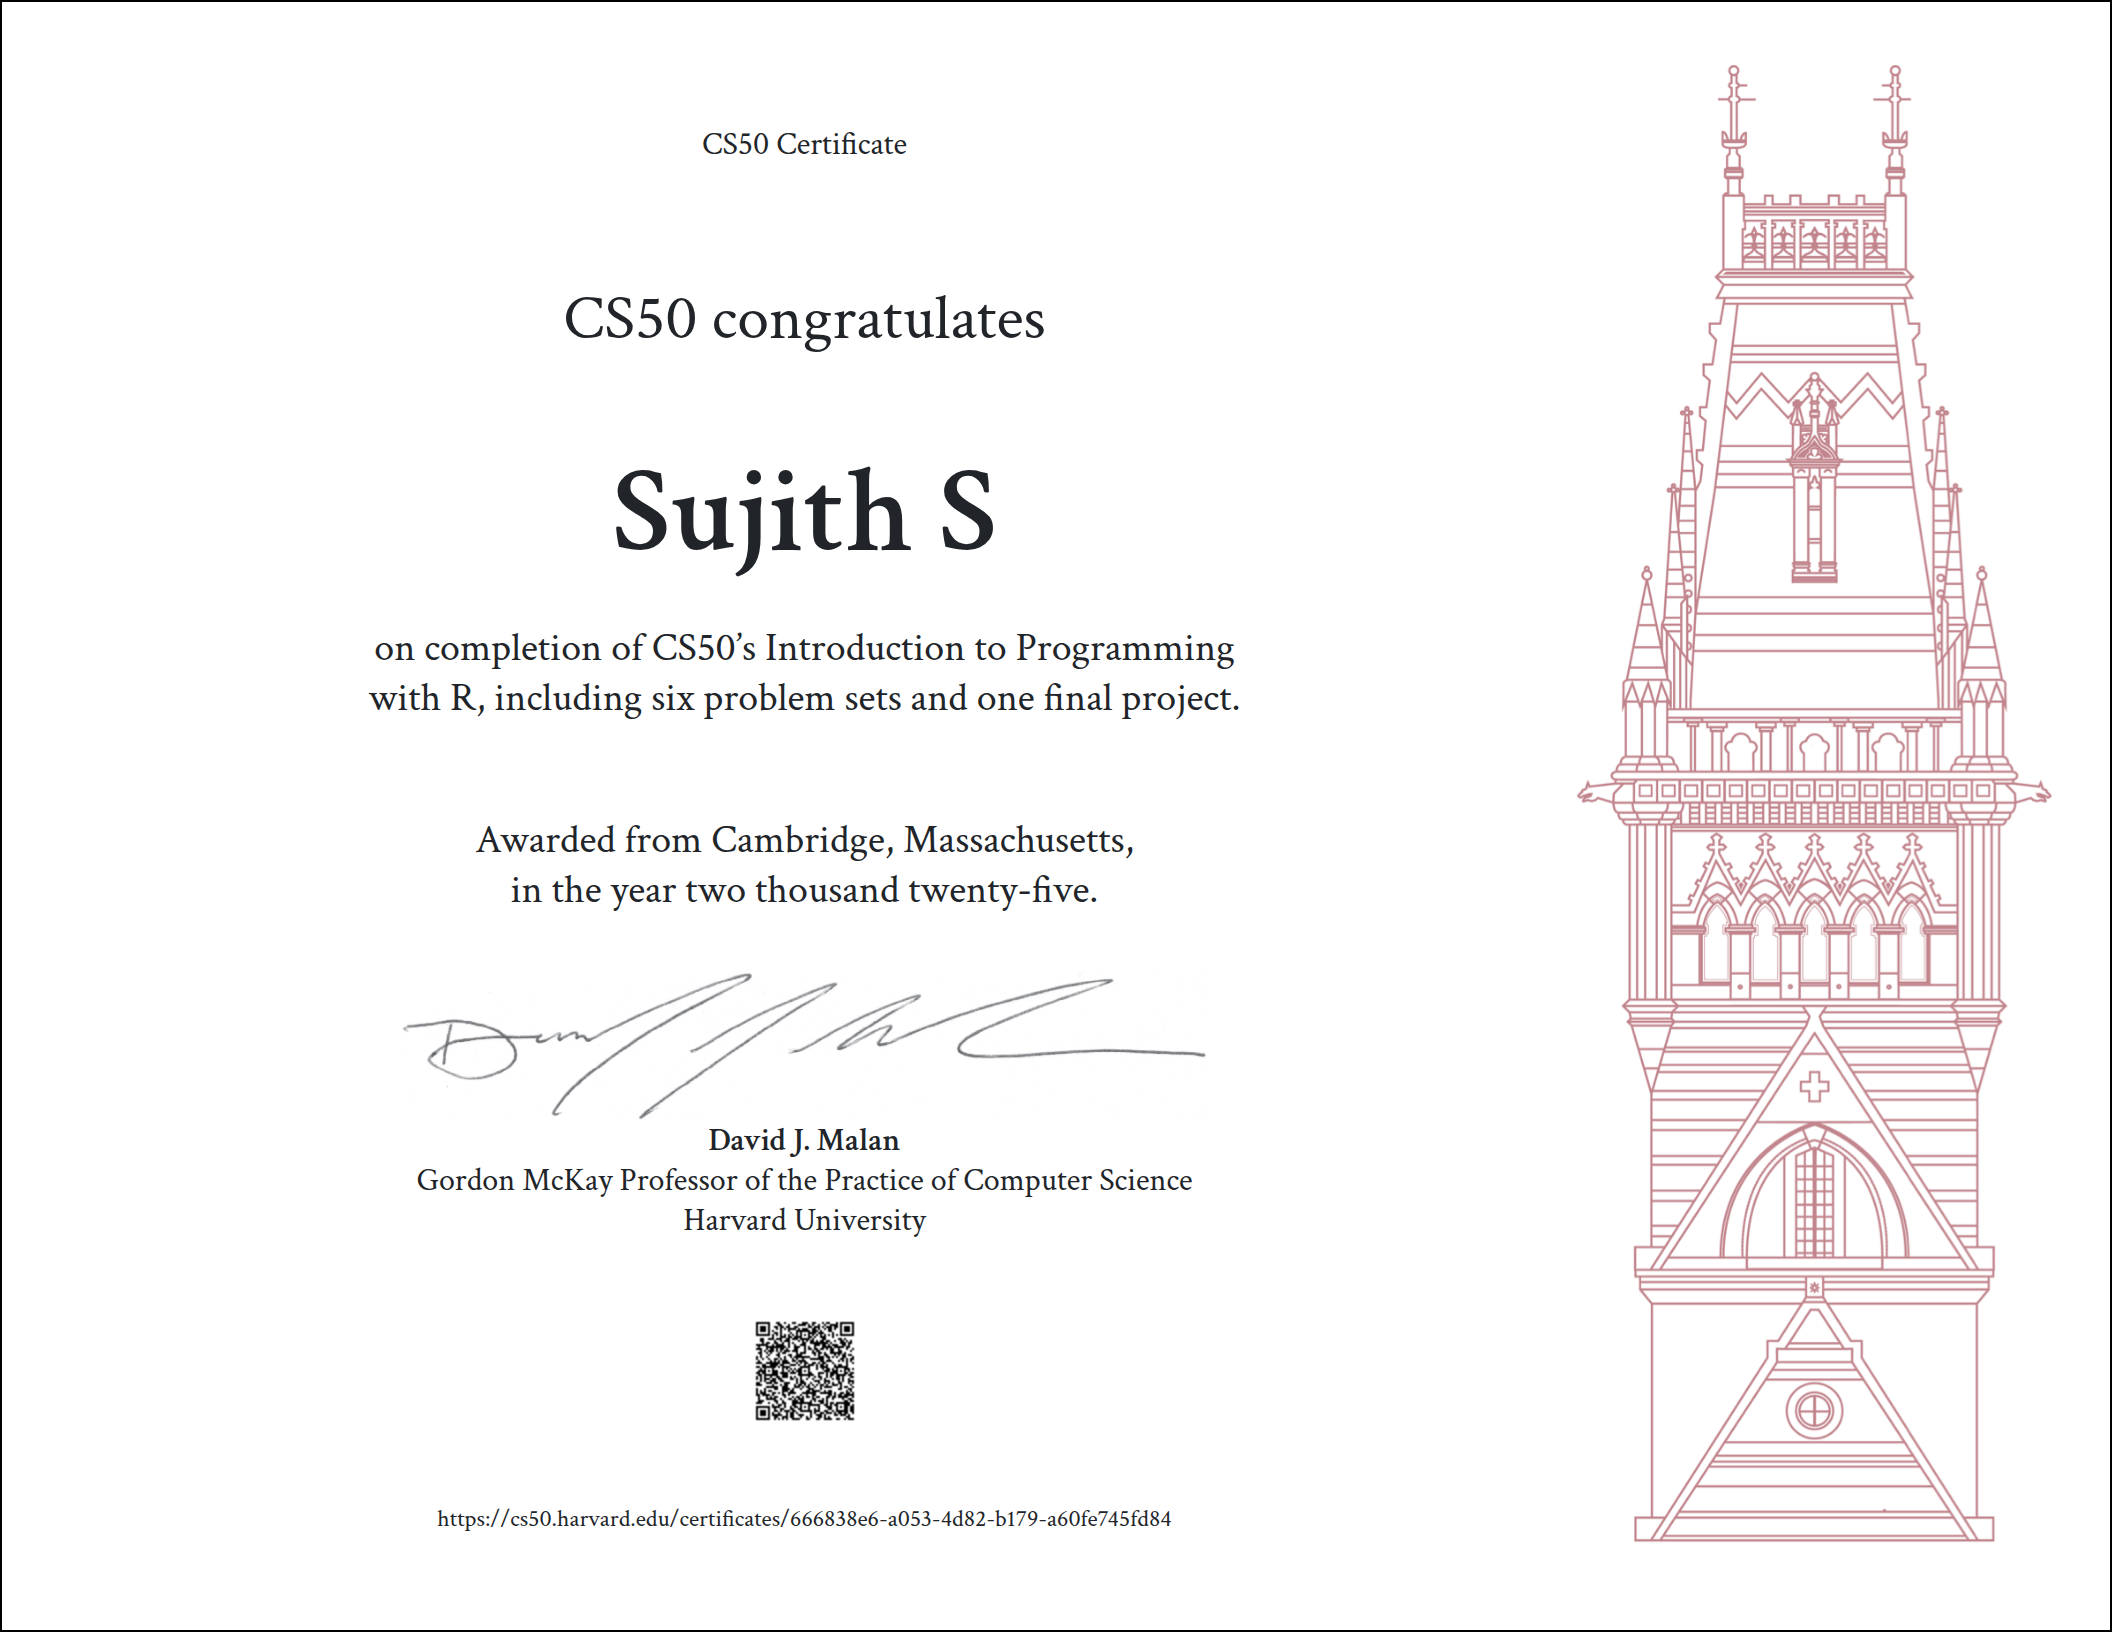 CS50 Certificate
CS50 congratulates
Sujith S
on completion of CS50’s Introduction to Programming
with R, including six problem sets and one final project.
Awarded from Cambridge, Massachusetts,
in the year two thousand twenty-five.
David J. Malan
Gordon McKay Professor of the Practice of Computer Science
Harvard University
https://cs50.harvard.edu/certificates/666838e6-a053-4d82-b179-a60fe745fd84